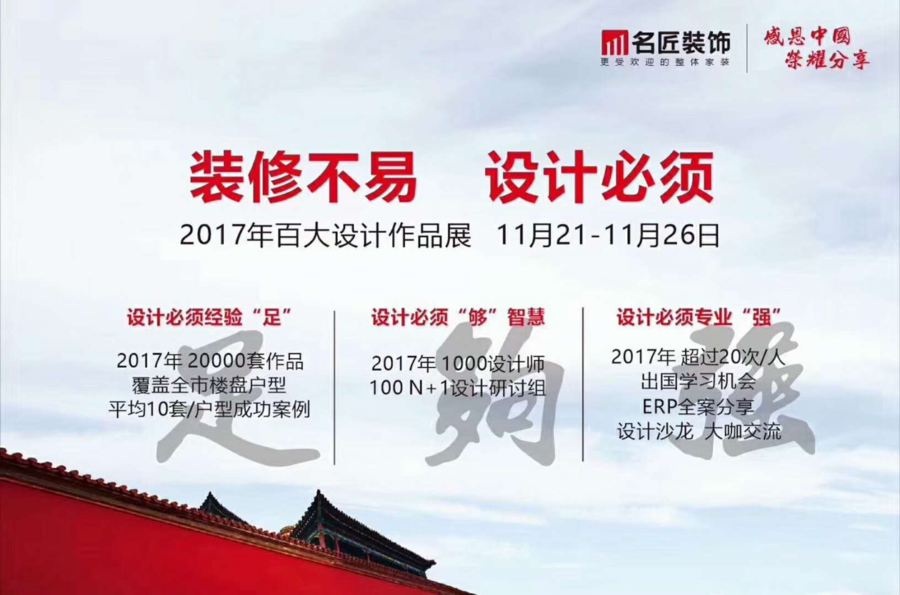 名匠装饰
更受欢迎的整体家装
感恩中國
榮耀分享
装修不易 设计必须
2017年百大设计作品展 11月21-11月26日
设计必须经验“足”
2017年 20000套作品
覆盖全市楼盘户型
平均10套/户型成功案例
足
设计必须“够”智慧
2017年 1000设计师
100 N+1设计研讨组
夠
设计必须专业“强”
2017年 超过20次/人
出国学习机会
ERP全案分享
设计沙龙 大咖交流
强